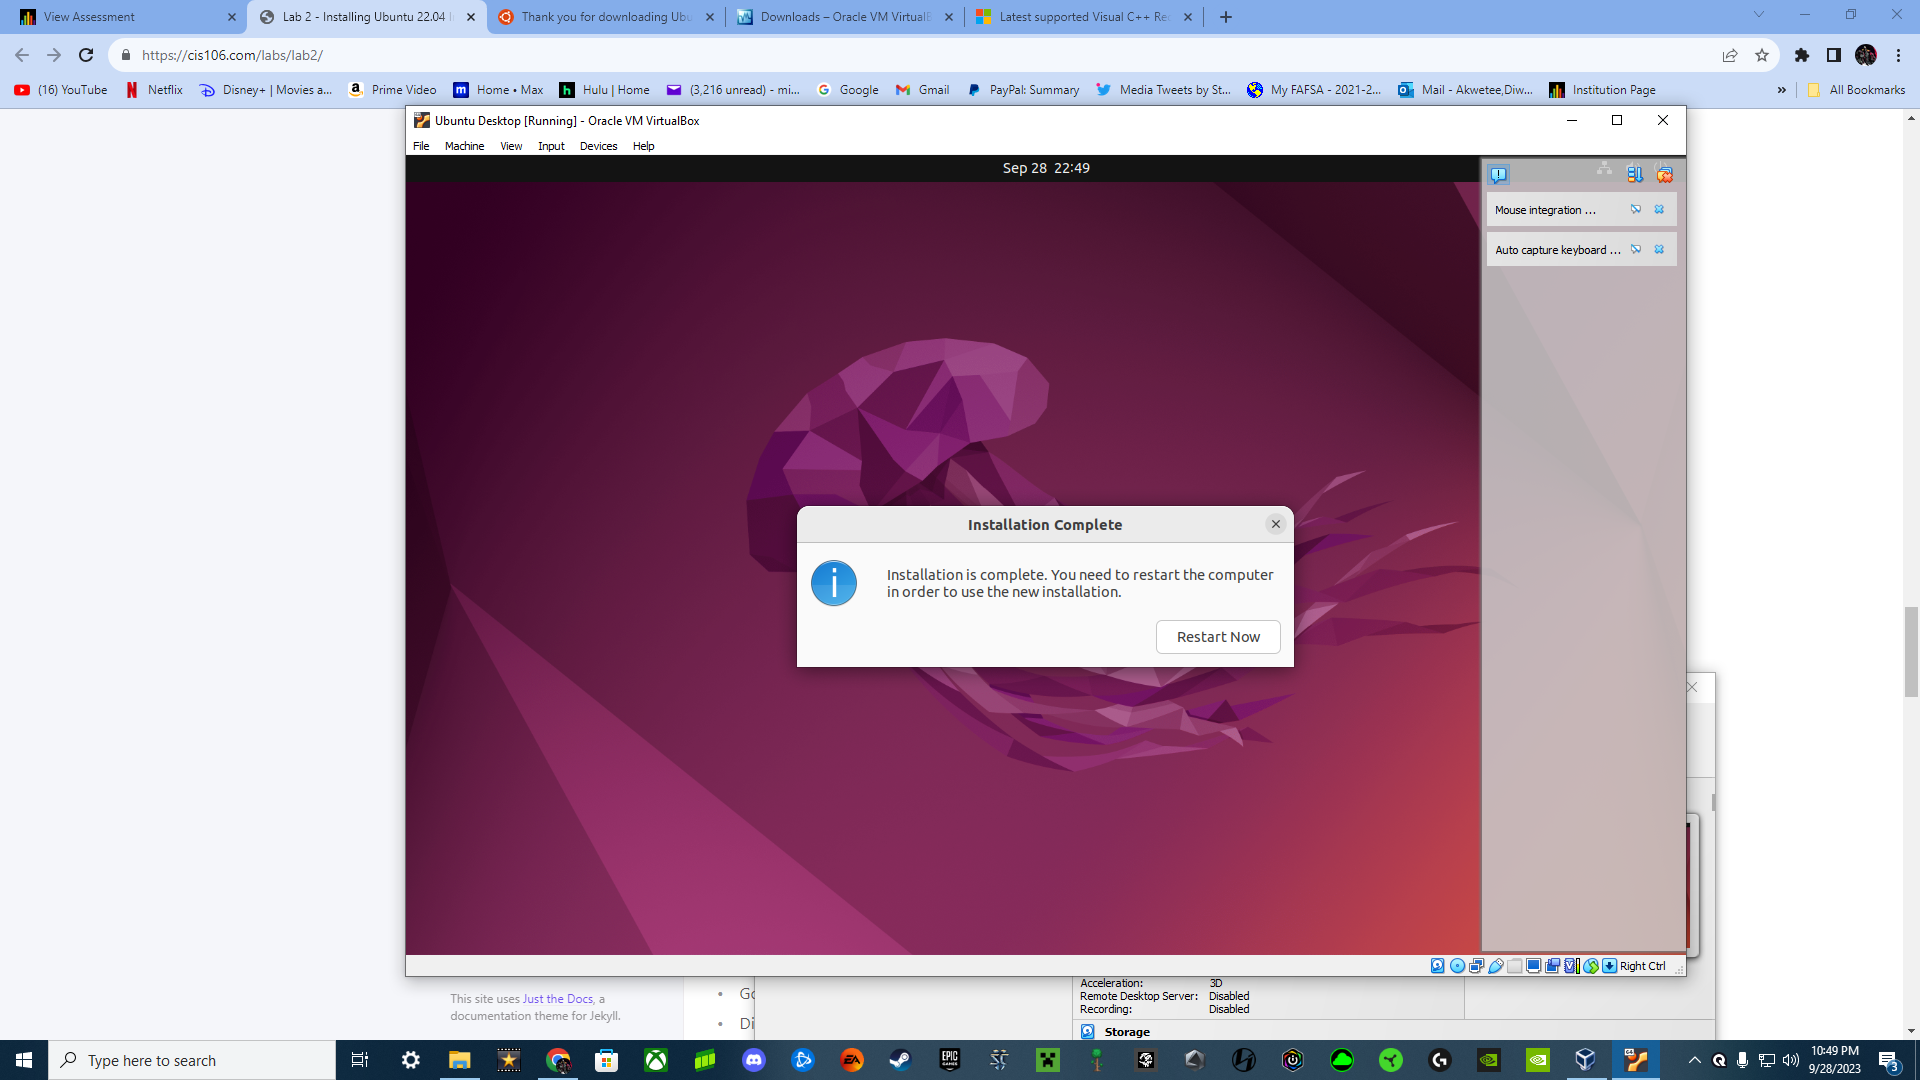 View Assessment
Lab 2 - Installing Ubuntu 22.04
Thank you for downloading Ubu
Downloads – Oracle VM VirtualB
Latest supported Visual C++ Re
https://cis106.com/labs/lab2/
(16) YouTube
Netflix
Disney+ | Movies a...
Prime Video
Home • Max
Hulu | Home
(3,216 unread) - mi...
Google
Gmail
PayPal: Summary
Media Tweets by St...
My FAFSA - 2021-2...
Mail - Akwetee,Diw...
Institution Page
»
All Bookmarks
Ubuntu Desktop [Running] - Oracle VM VirtualBox
File Machine View Input Devices Help
Sep 28 22:49
Mouse integration ...
Auto capture keyboard ...
Installation Complete
Installation is complete. You need to restart the computer
in order to use the new installation.
Restart Now
Right Ctrl
This site uses Just the Docs, a
documentation theme for Jekyll.
• Go
• Di
Acceleration: 3D
Remote Desktop Server: Disabled
Recording: Disabled
Storage
Type here to search
EPIC GAMES
10:49 PM
9/28/2023
3